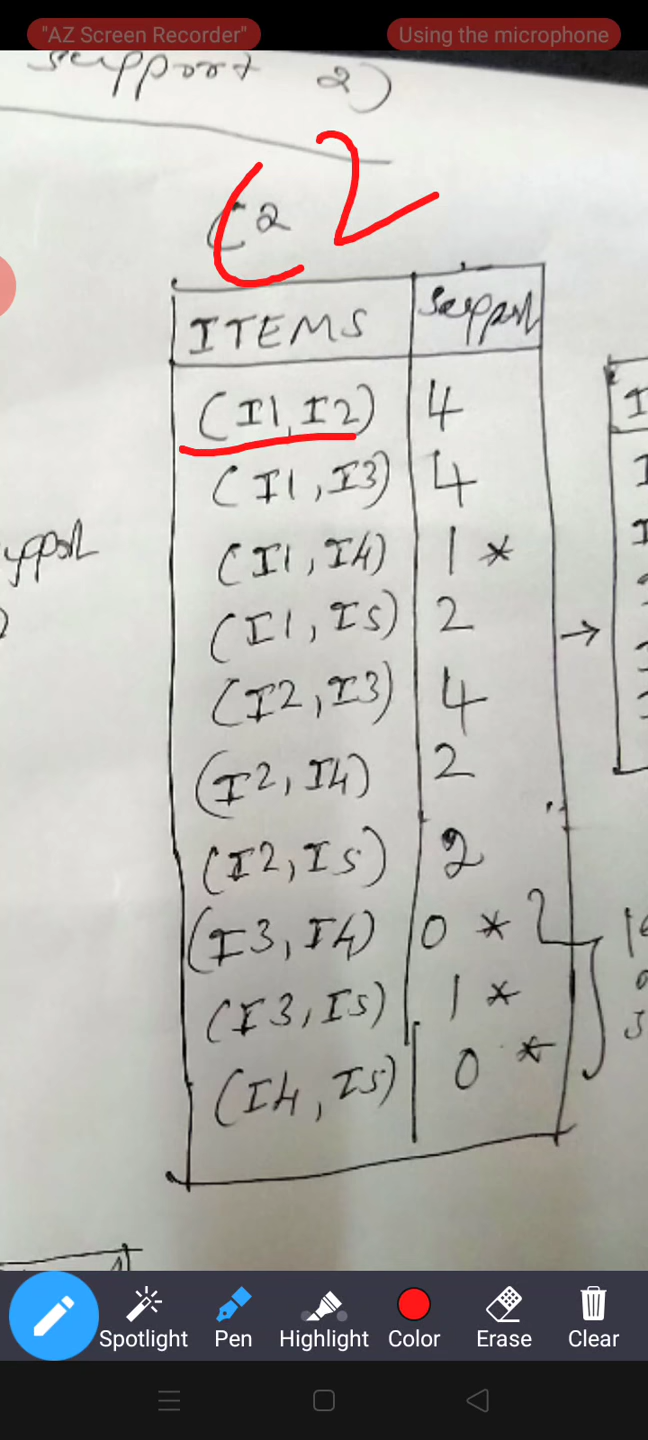 "AZ Screen Recorder" Using the microphone
support 2)
C2
C2
ITEMS support
(I1, I2) 4
(I1, I3) 4
(I1, I4) 1 *
(I1, I5) 2
(I2, I3) 4
(I2, I4) 2
(I2, I5) 2
(I3, I4) 0 *
(I3, I5) 1 *
(I4, I5) 0 *
→
Spotlight Pen Highlight Color Erase Clear